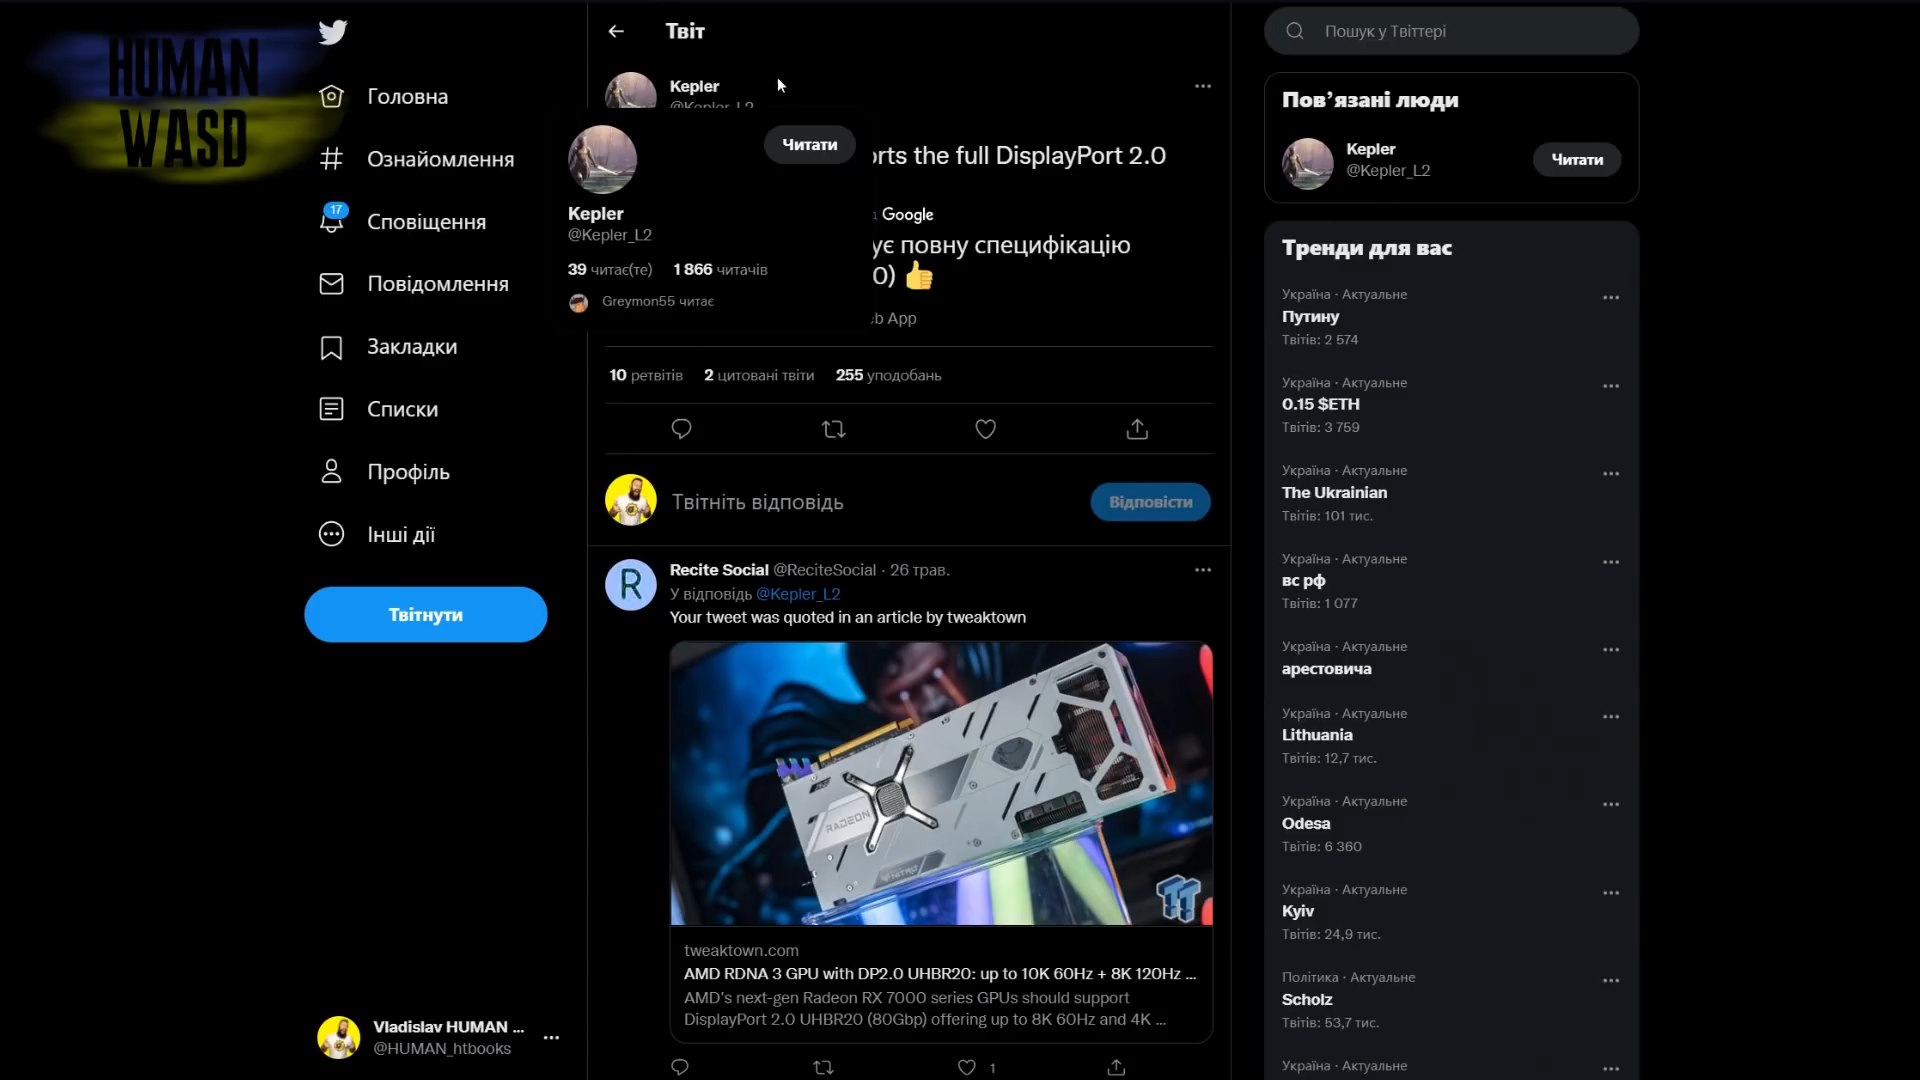 HUMAN
WASD
Головна
Ознайомлення
17
Сповіщення
Повідомлення
Закладки
Списки
Профіль
Інші дії
Твітнути
Vladislav HUMAN ...
@HUMAN_htbooks
Твіт
Kepler
@Kepler_L2
Читати
Kepler
@Kepler_L2
39 читає(те) 1 866 читачів
Greymon55 читає
the full DisplayPort 2.0
Google
повну специфікацію
App
10 ретвітів 2 цитовані твіти 255 уподобань
Твітніть відповідь
Відповісти
R
Recite Social @ReciteSocial · 26 трав.
У відповідь @Kepler_L2
Your tweet was quoted in an article by tweaktown
RADEON
NITRO
TT
tweaktown.com
AMD RDNA 3 GPU with DP2.0 UHBR20: up to 10K 60Hz + 8K 120Hz ...
AMD's next-gen Radeon RX 7000 series GPUs should support
DisplayPort 2.0 UHBR20 (80Gbp) offering up to 8K 60Hz and 4K ...
1
Пошук у Твіттері
Пов’язані люди
Kepler
@Kepler_L2
Читати
Тренди для вас
Україна · Актуальне
Путину
Твітів: 2 574
Україна · Актуальне
0.15 $ETH
Твітів: 3 759
Україна · Актуальне
The Ukrainian
Твітів: 101 тис.
Україна · Актуальне
вс рф
Твітів: 1 077
Україна · Актуальне
арестовича
Україна · Актуальне
Lithuania
Твітів: 12,7 тис.
Україна · Актуальне
Odesa
Твітів: 6 360
Україна · Актуальне
Kyiv
Твітів: 24,9 тис.
Політика · Актуальне
Scholz
Твітів: 53,7 тис.
Україна · Актуальне